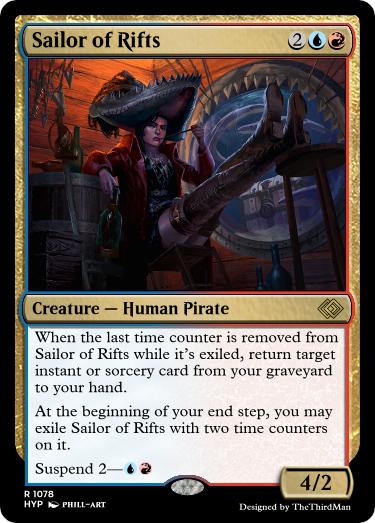 Sailor of Rifts 2
Creature — Human Pirate
When the last time counter is removed from
Sailor of Rifts while it's exiled, return target
instant or sorcery card from your graveyard
to your hand.
At the beginning of your end step, you may
exile Sailor of Rifts with two time counters
on it.
Suspend 2—
4/2
R 1078
HYP PHILL-ART
Designed by TheThirdMan